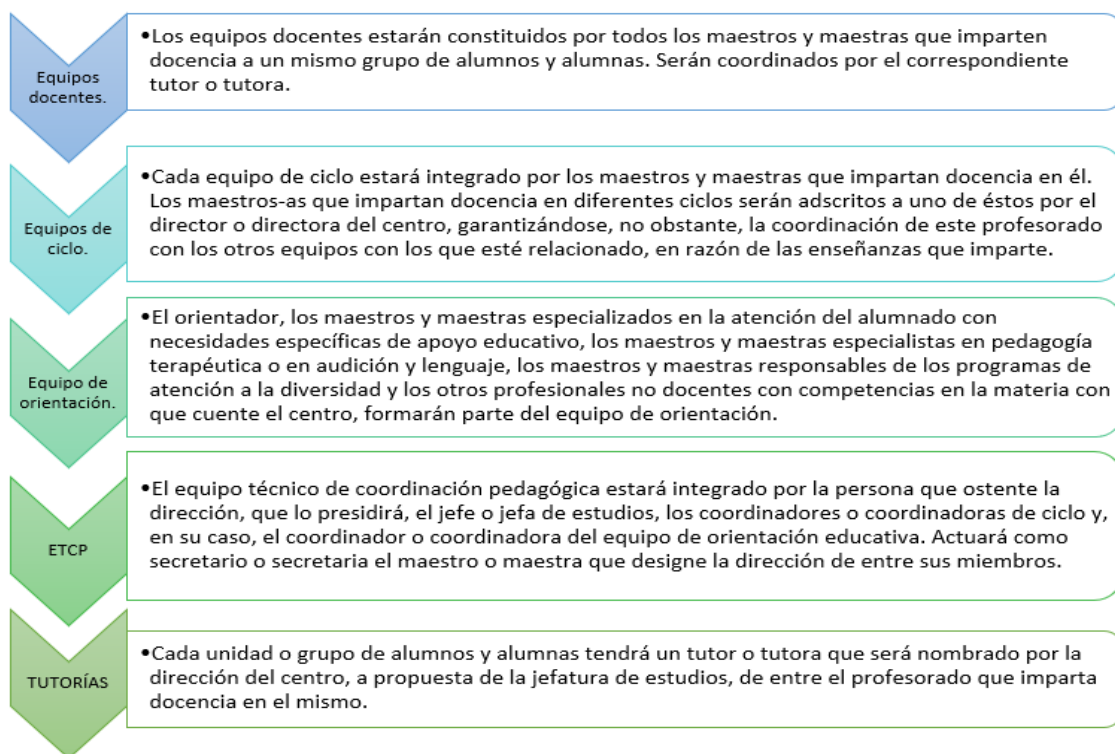 Equipos
docentes.
•Los equipos docentes estarán constituidos por todos los maestros y maestras que imparten
docencia a un mismo grupo de alumnos y alumnas. Serán coordinados por el correspondiente
tutor o tutora.
Equipos de
ciclo.
•Cada equipo de ciclo estará integrado por los maestros y maestras que impartan docencia en él.
Los maestros-as que impartan docencia en diferentes ciclos serán adscritos a uno de éstos por el
director o directora del centro, garantizándose, no obstante, la coordinación de este profesorado
con los otros equipos con los que esté relacionado, en razón de las enseñanzas que imparte.
Equipo de
orientación.
•El orientador, los maestros y maestras especializados en la atención del alumnado con
necesidades específicas de apoyo educativo, los maestros y maestras especialistas en pedagogía
terapéutica o en audición y lenguaje, los maestros y maestras responsables de los programas de
atención a la diversidad y los otros profesionales no docentes con competencias en la materia con
que cuente el centro, formarán parte del equipo de orientación.
ETCP
•El equipo técnico de coordinación pedagógica estará integrado por la persona que ostente la
dirección, que lo presidirá, el jefe o jefa de estudios, los coordinadores o coordinadoras de ciclo y,
en su caso, el coordinador o coordinadora del equipo de orientación educativa. Actuará como
secretario o secretaria el maestro o maestra que designe la dirección de entre sus miembros.
TUTORÍAS
•Cada unidad o grupo de alumnos y alumnas tendrá un tutor o tutora que será nombrado por la
dirección del centro, a propuesta de la jefatura de estudios, de entre el profesorado que imparta
docencia en el mismo.